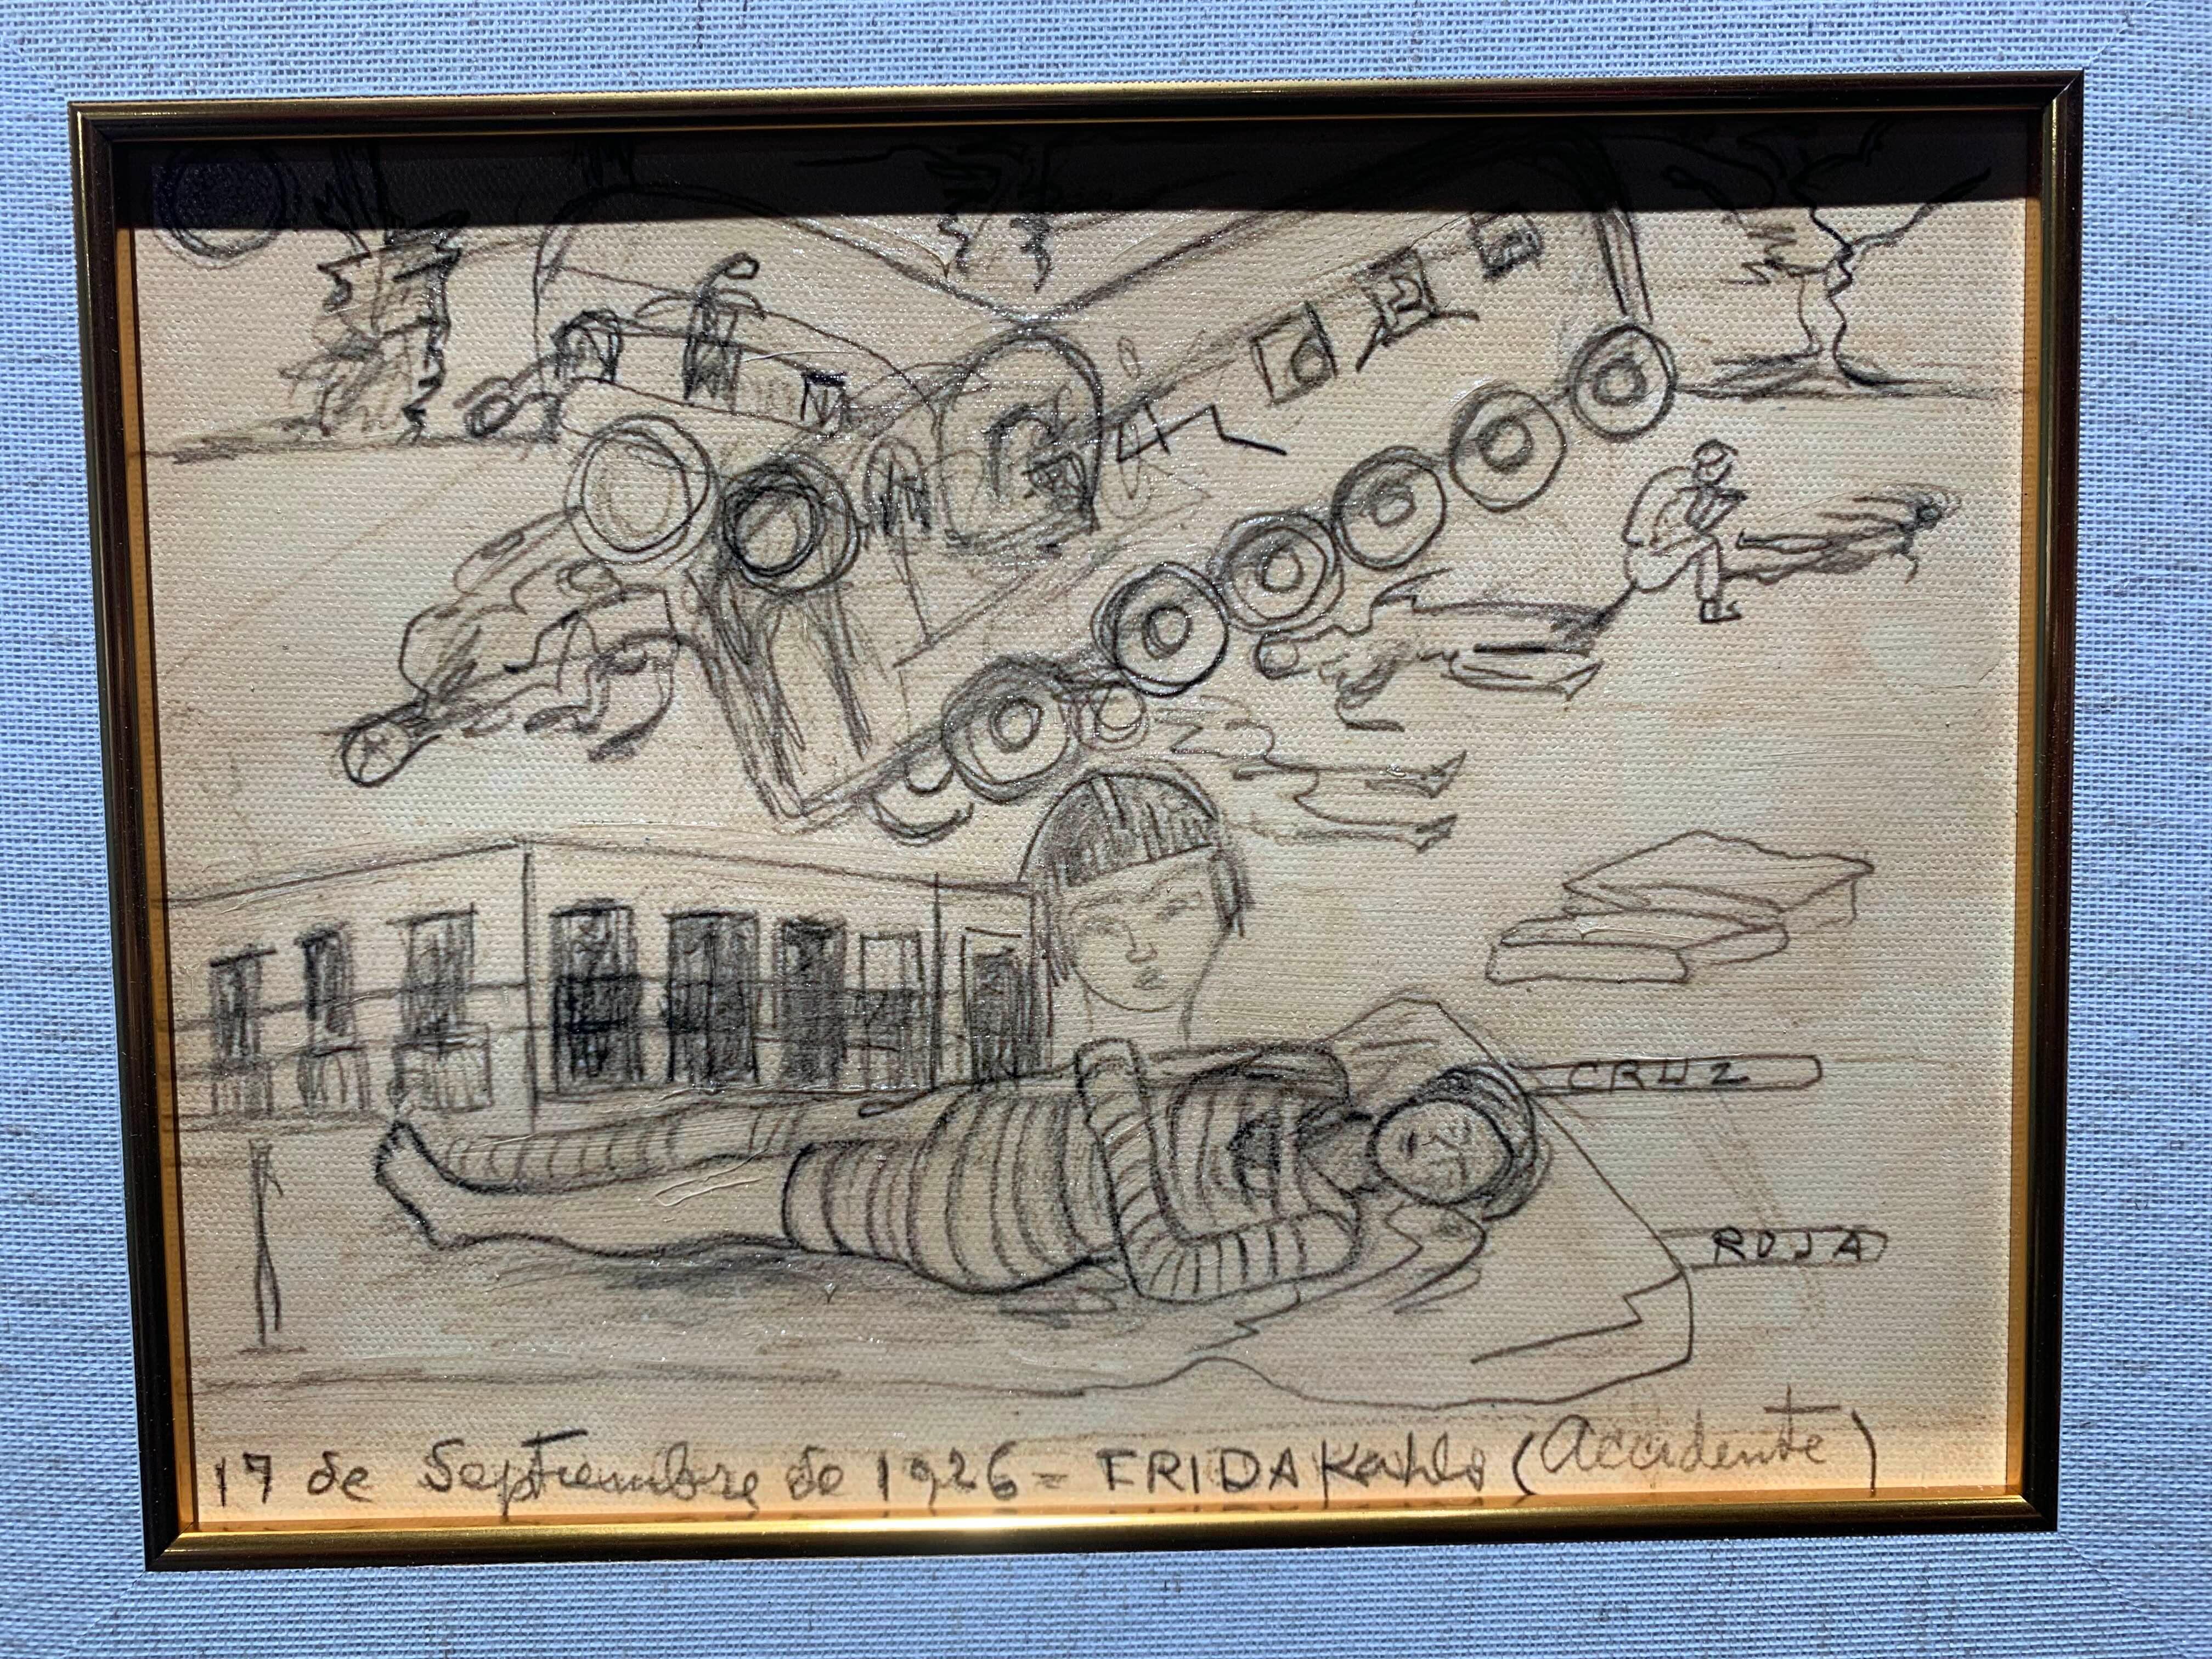 CRUZ
ROJA
17 de Septiembre de 1926 = FRIDA Kahlo (Accidente)